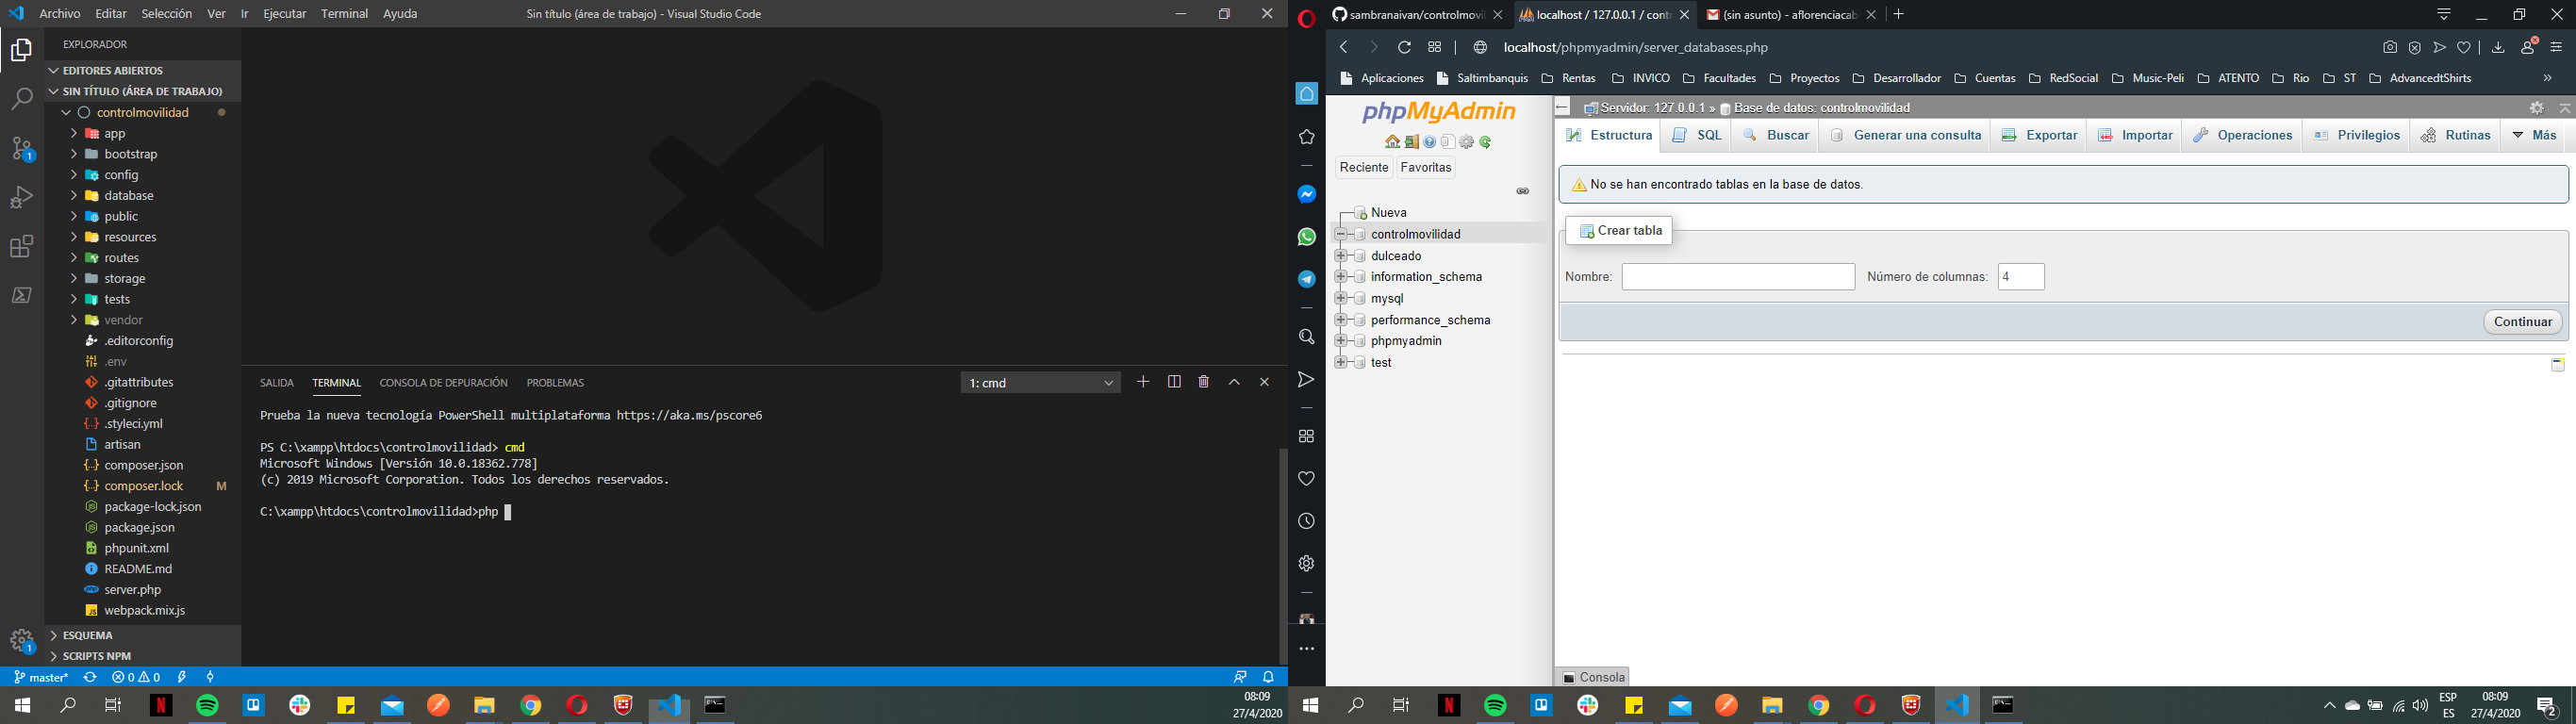 Archivo Editar Selección Ver Ir Ejecutar Terminal Ayuda
Sin título (área de trabajo) - Visual Studio Code
EXPLORADOR
EDITORES ABIERTOS
SIN TÍTULO (ÁREA DE TRABAJO)
controlmovilidad
app
bootstrap
config
database
public
resources
routes
storage
tests
vendor
.editorconfig
.env
.gitattributes
.gitignore
.styleci.yml
artisan
composer.json
composer.lock M
package-lock.json
package.json
phpunit.xml
README.md
server.php
webpack.mix.js
ESQUEMA
SCRIPTS NPM
SALIDA TERMINAL CONSOLA DE DEPURACIÓN PROBLEMAS
1: cmd
Prueba la nueva tecnología PowerShell multiplataforma https://aka.ms/pscore6
PS C:\xampp\htdocs\controlmovilidad> cmd
Microsoft Windows [Versión 10.0.18362.778]
(c) 2019 Microsoft Corporation. Todos los derechos reservados.
C:\xampp\htdocs\controlmovilidad>php
master* 0 0
08:09
27/4/2020
sambranaivan/controlmovil
localhost / 127.0.0.1 / cont
(sin asunto) - aflorenciacab
localhost/phpmyadmin/server_databases.php
Aplicaciones Saltimbanquis Rentas INVICO Facultades Proyectos Desarrollador Cuentas RedSocial Music-Peli ATENTO Rio ST AdvancedtShirts »
phpMyAdmin
Reciente Favoritas
Nueva
controlmovilidad
dulceado
information_schema
mysql
performance_schema
phpmyadmin
test
Servidor: 127.0.0.1 » Base de datos: controlmovilidad
Estructura SQL Buscar Generar una consulta Exportar Importar Operaciones Privilegios Rutinas Más
No se han encontrado tablas en la base de datos.
Crear tabla
Nombre: Número de columnas: 4
Continuar
Consola
ESP
ES
08:09
27/4/2020
2